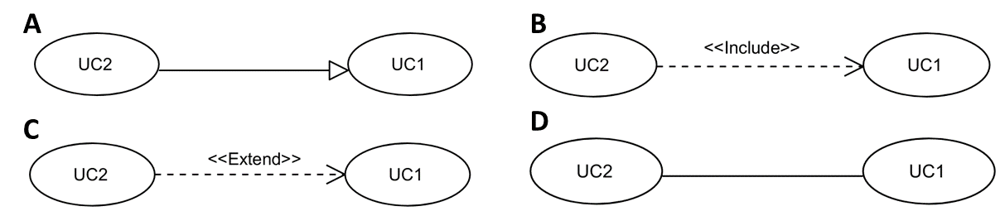 A
UC2
UC1
B
UC2
<<Include>>
UC1
C
UC2
<<Extend>>
UC1
D
UC2
UC1